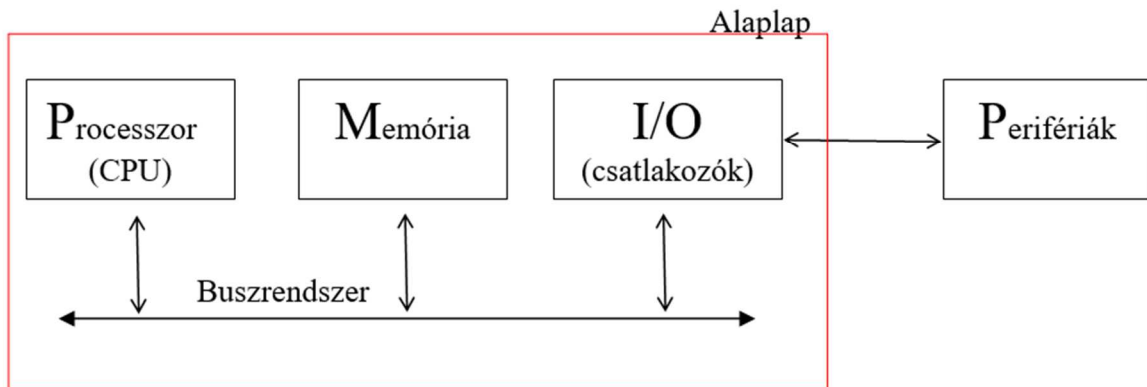 Alaplap
Processzor
(CPU)
Memória
I/O
(csatlakozók)
Perifériák
Buszrendszer